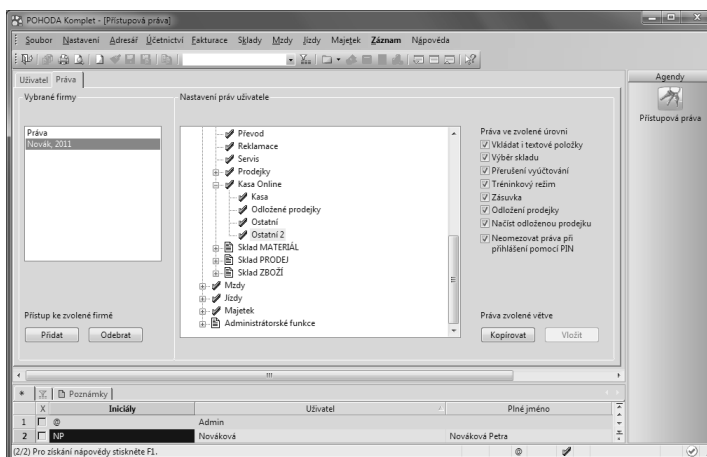 POHODA Komplet - [Přístupová práva]
Soubor Nastavení Adresář Účetnictví Fakturace Sklady Mzdy Jízdy Majetek Záznam Nápověda
Agendy
Přístupová práva
Uživatel Práva
Vybrané firmy
Práva
Novák, 2011
Přístup ke zvolené firmě
Přidat Odebrat
Nastavení práv uživatele
Převod
Reklamace
Servis
Prodejky
Kasa Online
Kasa
Odložené prodejky
Ostatní
Ostatní 2
Sklad MATERIÁL
Sklad PRODEJ
Sklad ZBOŽÍ
Mzdy
Jízdy
Majetek
Administrátorské funkce
Práva ve zvolené úrovni
Vkládat i textové položky
Výběr skladu
Přerušení vyúčtování
Tréninkový režim
Zásuvka
Odložení prodejky
Načíst odloženou prodejku
Neomezovat práva při
přihlášení pomocí PIN
Práva zvolené větve
Kopírovat Vložit
* Poznámky
X Iniciály Uživatel Plné jméno
1 @ Admin
2 NP Nováková Nováková Petra
(2/2) Pro získání nápovědy stiskněte F1. @